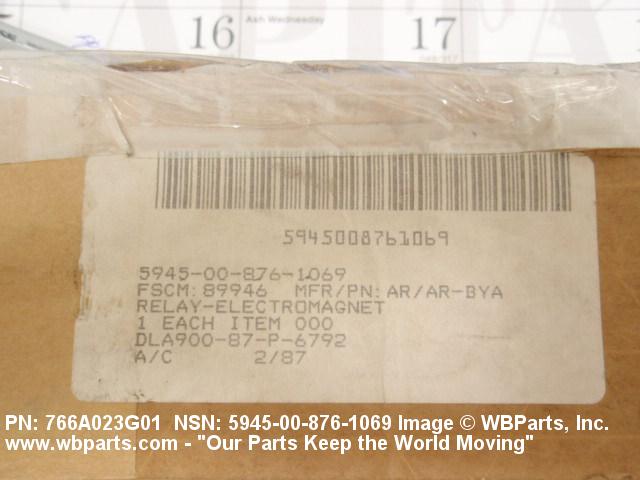 16
Ash Wednesday
17
5945008761069
5945-00-876-1069
FSCM: 89946 MFR/PN: AR/AR-BYA
RELAY-ELECTROMAGNET
1 EACH ITEM 000
DLA900-87-P-6792
A/C 2/87
PN: 766A023G01 NSN: 5945-00-876-1069 Image © WBParts, Inc.
www.wbparts.com - "Our Parts Keep the World Moving"